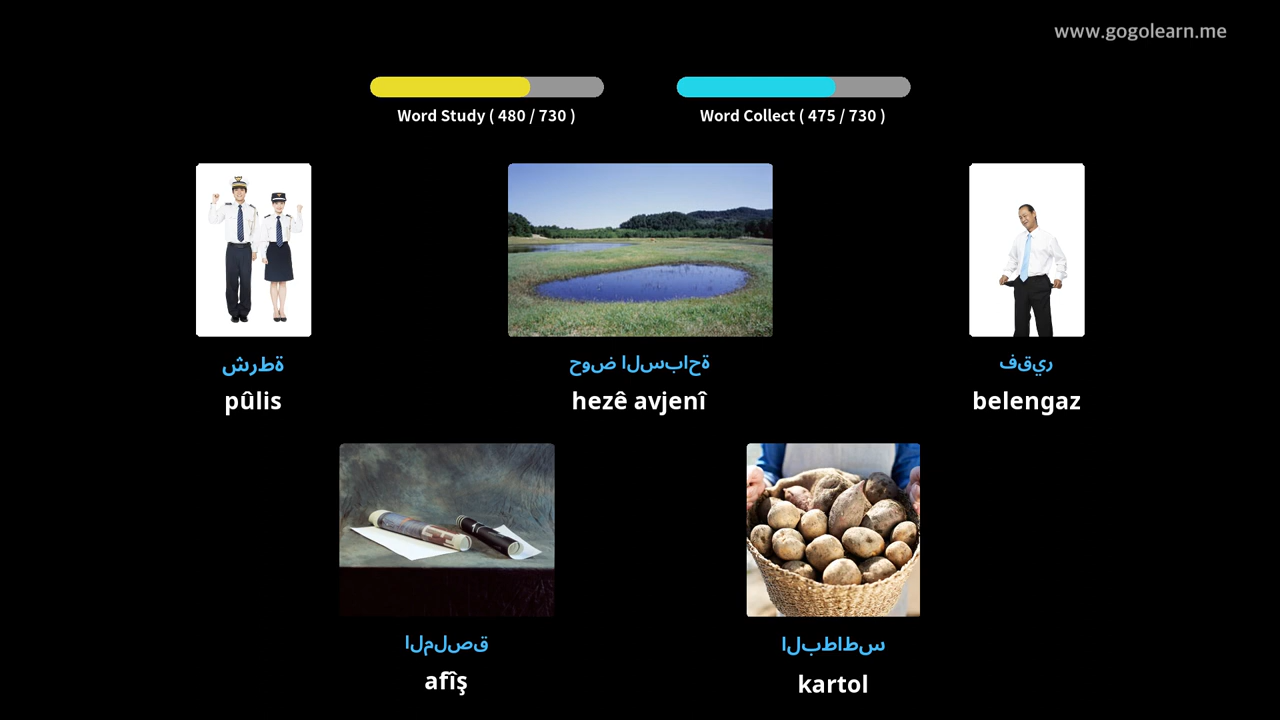 www.gogolearn.me
Word Study ( 480 / 730 )
Word Collect ( 475 / 730 )
شرطة
pûlis
حوض السباحة
hezê avjenî
فقير
belengaz
الملصق
afîş
البطاطس
kartol